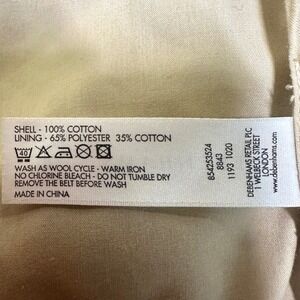 SHELL - 100% COTTON
LINING - 65% POLYESTER 35% COTTON
40
WASH AS WOOL CYCLE - WARM IRON
NO CHLORINE BLEACH - DO NOT TUMBLE DRY
REMOVE THE BELT BEFORE WASH
MADE IN CHINA
854253524
8843
1193 1020
DEBENHAMS RETAIL PLC
1 WELBECK STREET
LONDON
www.debenhams.com